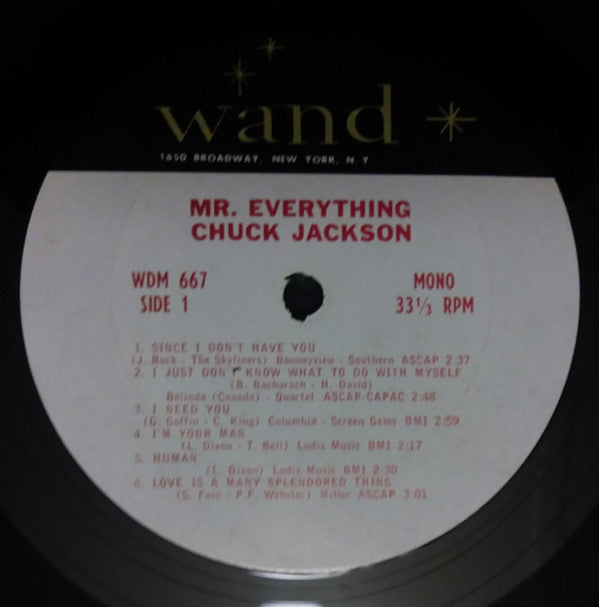 wand
1650 BROADWAY, NEW YORK, N.Y.
MR. EVERYTHING
CHUCK JACKSON
WDM 667
SIDE 1
MONO
33 1/3 RPM
1. SINCE I DON'T HAVE YOU
(J. Rock - The Skyliners) Bonneyview - Southern ASCAP 2:37
2. I JUST DON'T KNOW WHAT TO DO WITH MYSELF
(B. Bacharach - H. David)
Belinda (Canada) - Quartet ASCAP-CAPAC 2:48
3. I NEED YOU
(G. Goffin - C. King) Columbia - Screen Gems BMI 2:59
4. I'M YOUR MAN
(L. Dixon - T. Bell) Ludix Music BMI 2:17
5. HUMAN
(L. Dixon) Ludix Music BMI 2:30
6. LOVE IS A MANY SPLENDORED THING
(S. Fain - P.F. Webster) Miller ASCAP 3:01